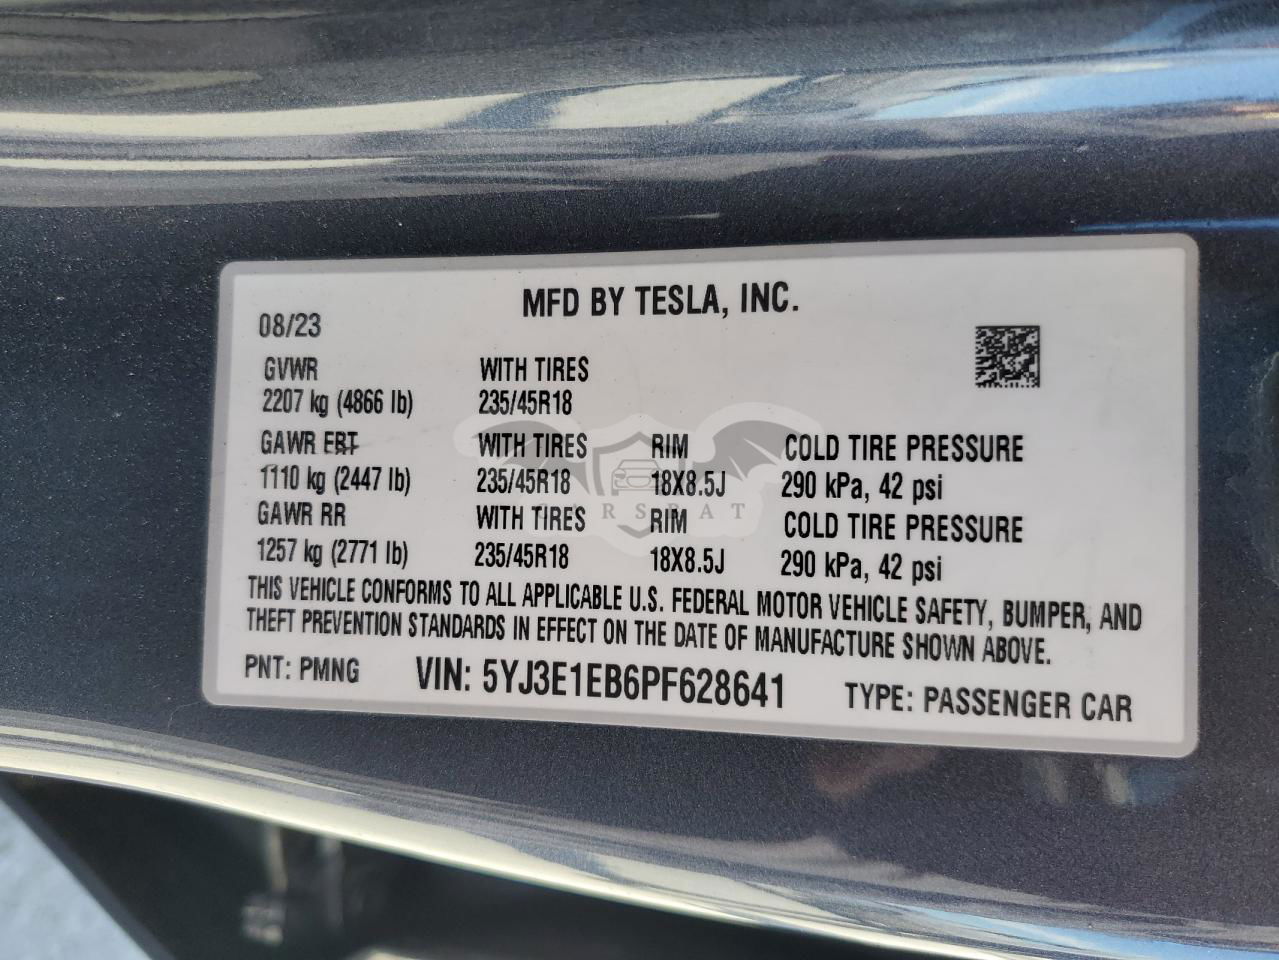 MFD BY TESLA, INC.
08/23
GVWR WITH TIRES
2207 kg (4866 lb) 235/45R18
GAWR FRT WITH TIRES RIM COLD TIRE PRESSURE
1110 kg (2447 lb) 235/45R18 18X8.5J 290 kPa, 42 psi
GAWR RR WITH TIRES RIM COLD TIRE PRESSURE
1257 kg (2771 lb) 235/45R18 18X8.5J 290 kPa, 42 psi
THIS VEHICLE CONFORMS TO ALL APPLICABLE U.S. FEDERAL MOTOR VEHICLE SAFETY, BUMPER, AND
THEFT PREVENTION STANDARDS IN EFFECT ON THE DATE OF MANUFACTURE SHOWN ABOVE.
PNT: PMNG VIN: 5YJ3E1EB6PF628641 TYPE: PASSENGER CAR